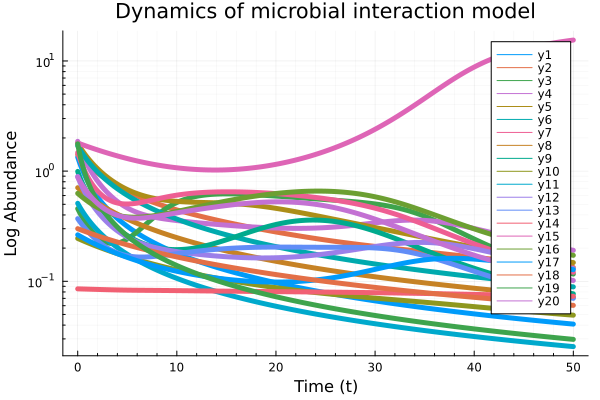 Dynamics of microbial interaction model
Log Abundance
10¹
10⁰
10⁻¹
0
10
20
30
40
50
Time (t)
y1
y2
y3
y4
y5
y6
y7
y8
y9
y10
y11
y12
y13
y14
y15
y16
y17
y18
y19
y20